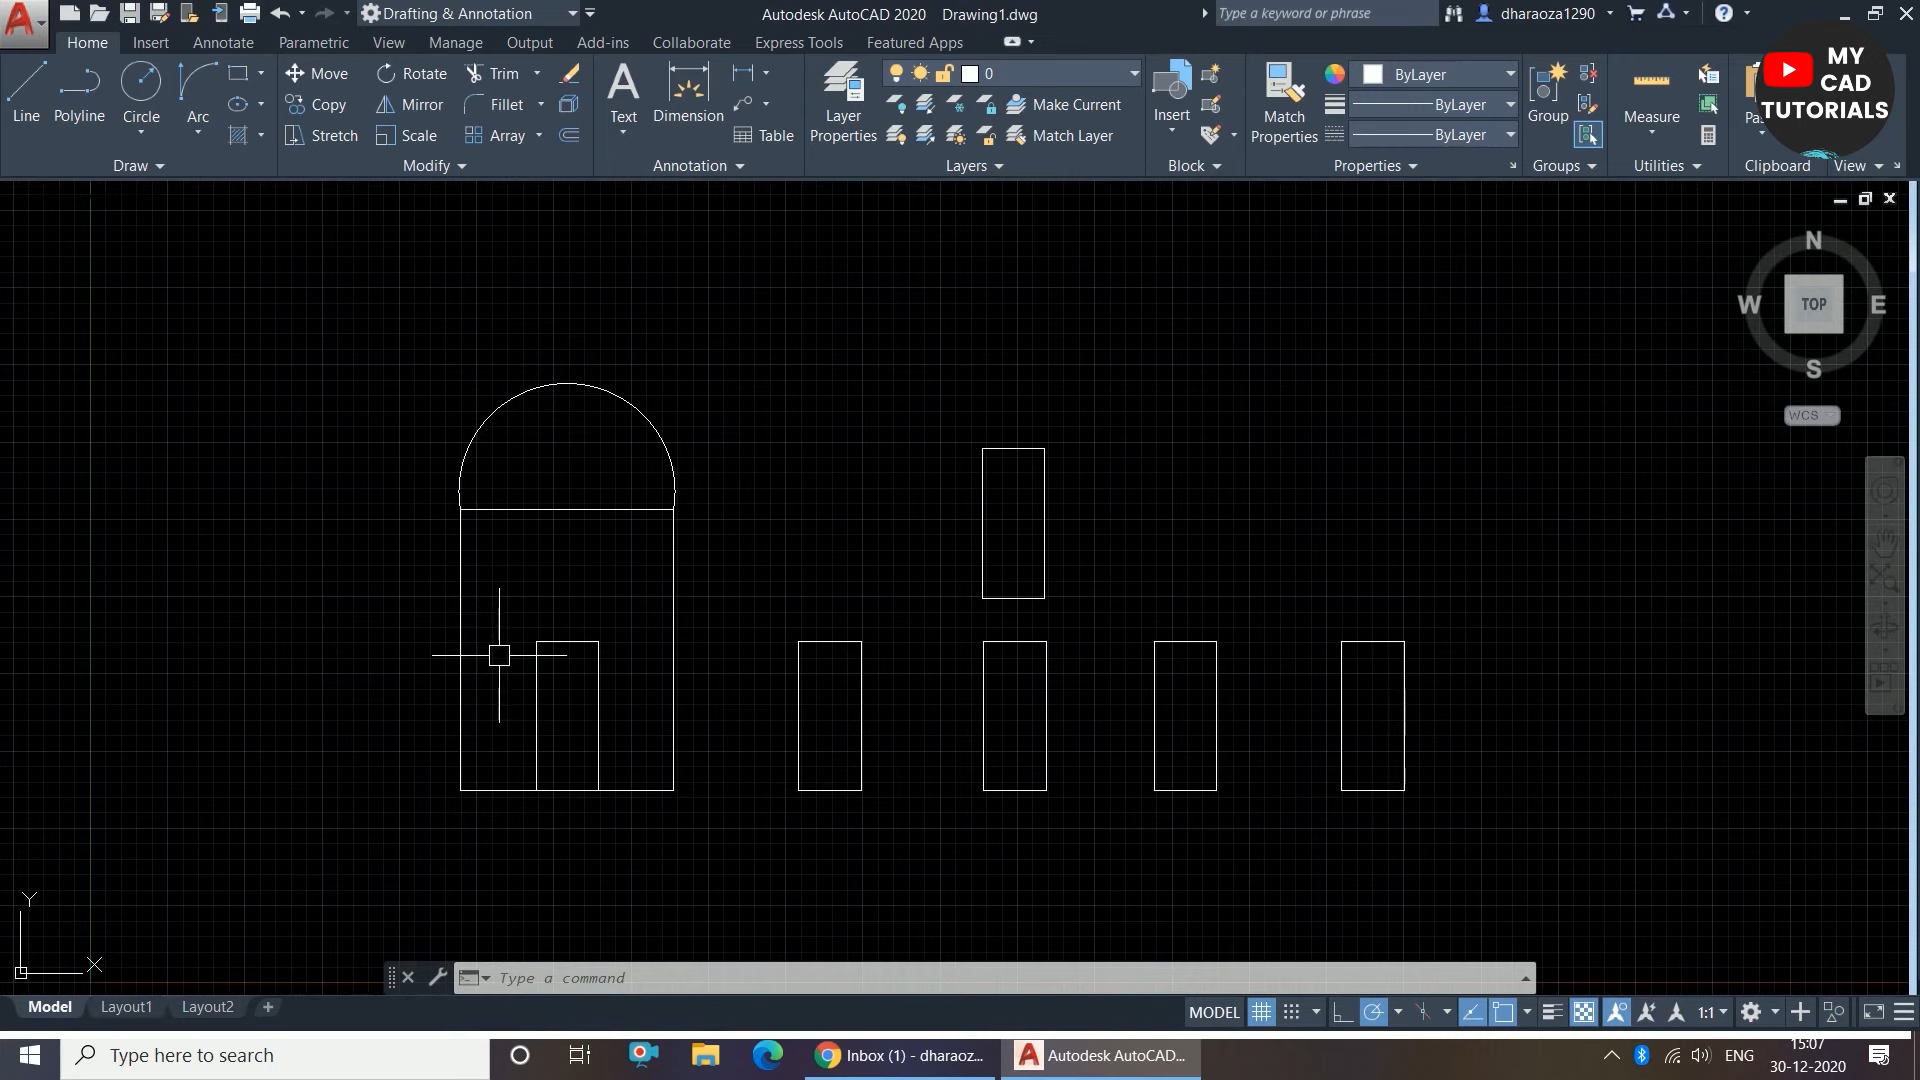 Drafting & Annotation
Autodesk AutoCAD 2020 Drawing1.dwg
Type a keyword or phrase
dharaoza1290
Home Insert Annotate Parametric View Manage Output Add-ins Collaborate Express Tools Featured Apps
Line Polyline Circle Arc
Move Rotate Trim
Copy Mirror Fillet
Stretch Scale Array
Text Dimension Table
Layer Properties
0
Make Current
Match Layer
Insert
Match Properties
ByLayer
ByLayer
ByLayer
Group
Measure
MY
CAD
TUTORIALS
Draw Modify Annotation Layers Block Properties Groups Utilities Clipboard View
N
W TOP E
S
WCS
Y
X
Type a command
Model Layout1 Layout2 +
MODEL
1:1
Type here to search
Inbox (1) - dharaoz...
Autodesk AutoCAD...
ENG
15:07
30-12-2020